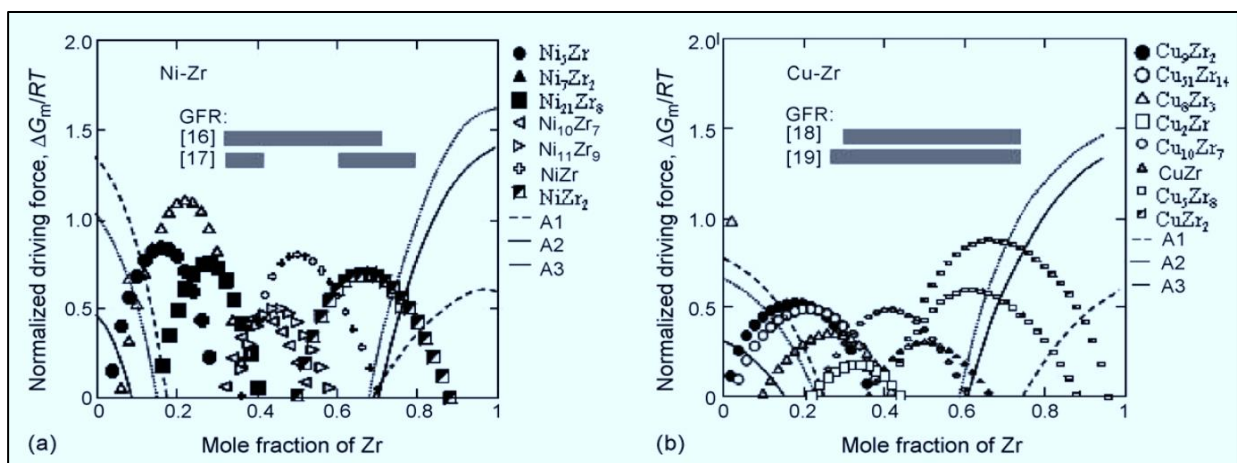 2.0
1.5
1.0
0.5
0
0 0.2 0.4 0.6 0.8 1
Normalized driving force, ΔGm/RT
Mole fraction of Zr
(a)
Ni-Zr
GFR:
[16]
[17]
Ni5Zr
Ni7Zr2
Ni21Zr8
Ni10Zr7
Ni11Zr9
NiZr
NiZr2
A1
A2
A3
2.0
1.5
1.0
0.5
0
0 0.2 0.4 0.6 0.8 1
Normalized driving force, ΔGm/RT
Mole fraction of Zr
(b)
Cu-Zr
GFR:
[18]
[19]
Cu9Zr2
Cu51Zr14
Cu8Zr3
Cu2Zr
Cu10Zr7
CuZr
Cu5Zr8
CuZr2
A1
A2
A3